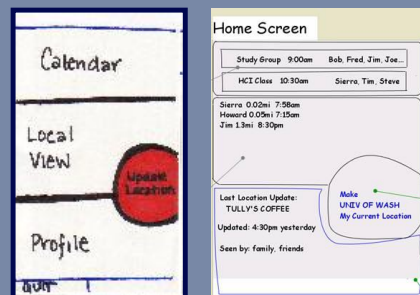 Calendar
Local
View
Update
Location
Profile
QUIT
Home Screen
Study Group 9:00am Bob, Fred, Jim, Joe...
HCI Class 10:30am Sierra, Tim, Steve
Sierra 0.02mi 7:58am
Howard 0.05mi 7:15am
Jim 1.3mi 8:30pm
Last Location Update:
TULLY'S COFFEE
Updated: 4:30pm yesterday
Seen by: family, friends
Make
UNIV OF WASH
My Current Location